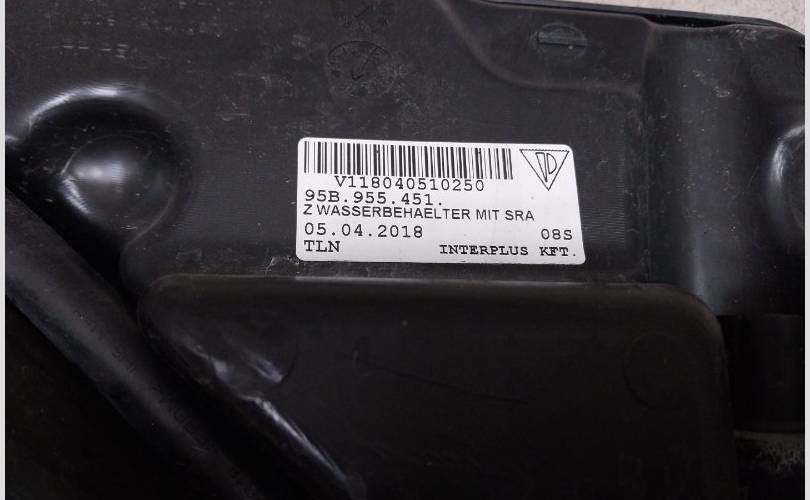 V118040510250
95B.955.451.
Z WASSERBEHAELTER MIT SRA
05.04.2018 08S
TLN INTERPLUS KFT.